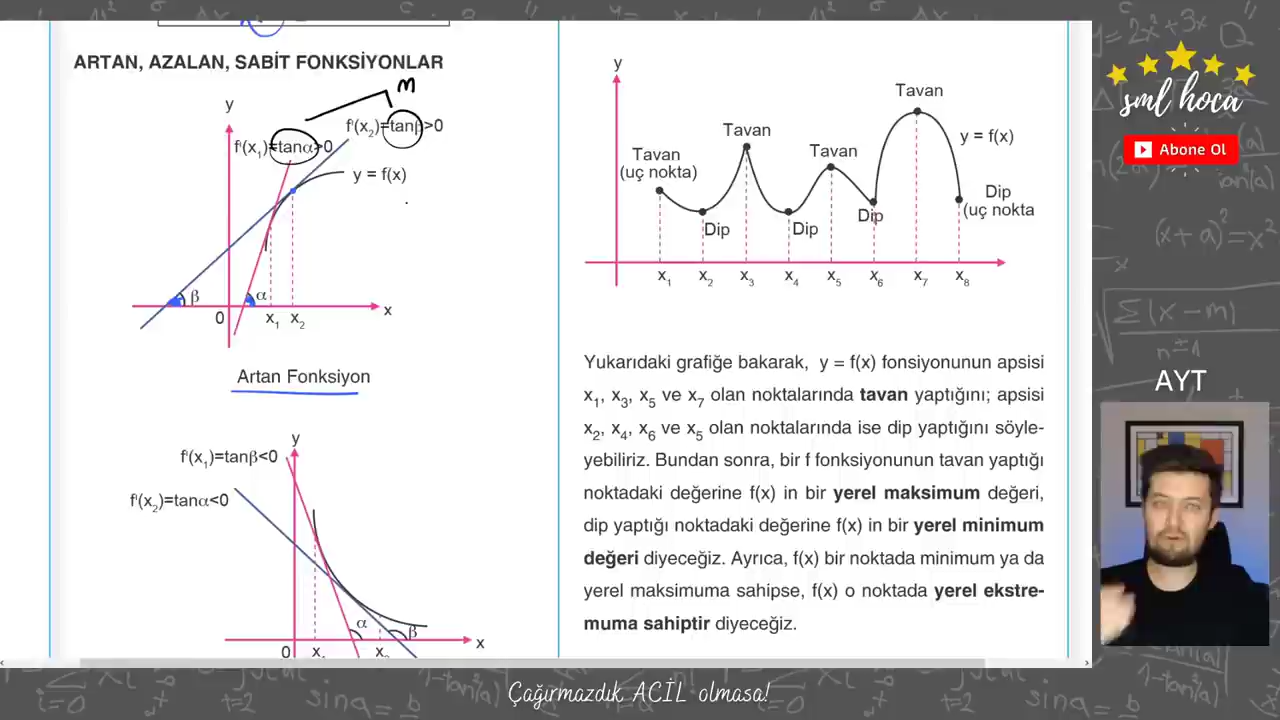 ARTAN, AZALAN, SABİT FONKSİYONLAR
m
y
f'(x₂)=tanβ>0
f'(x₁)=tanα>0
y = f(x)
β
α
x
0
x₁
x₂
Artan Fonksiyon
y
f'(x₁)=tanβ<0
f'(x₂)=tanα<0
α
β
x
0
y
Tavan
(uç nokta)
Dip
Tavan
Dip
Tavan
Dip
Tavan
y = f(x)
Dip
(uç nokta
x₁ x₂ x₃ x₄ x₅ x₆ x₇ x₈
Yukarıdaki grafiğe bakarak, y = f(x) fonsiyonunun apsisi
x₁, x₃, x₅ ve x₇ olan noktalarında tavan yaptığını; apsisi
x₂, x₄, x₆ ve x₅ olan noktalarında ise dip yaptığını söyle-
yebiliriz. Bundan sonra, bir f fonksiyonunun tavan yaptığı
noktadaki değerine f(x) in bir yerel maksimum değeri,
dip yaptığı noktadaki değerine f(x) in bir yerel minimum
değeri diyeceğiz. Ayrıca, f(x) bir noktada minimum ya da
yerel maksimuma sahipse, f(x) o noktada yerel ekstre-
muma sahiptir diyeceğiz.
sml hoca
Abone Ol
AYT
Çağırmazdık ACİL olmasa!